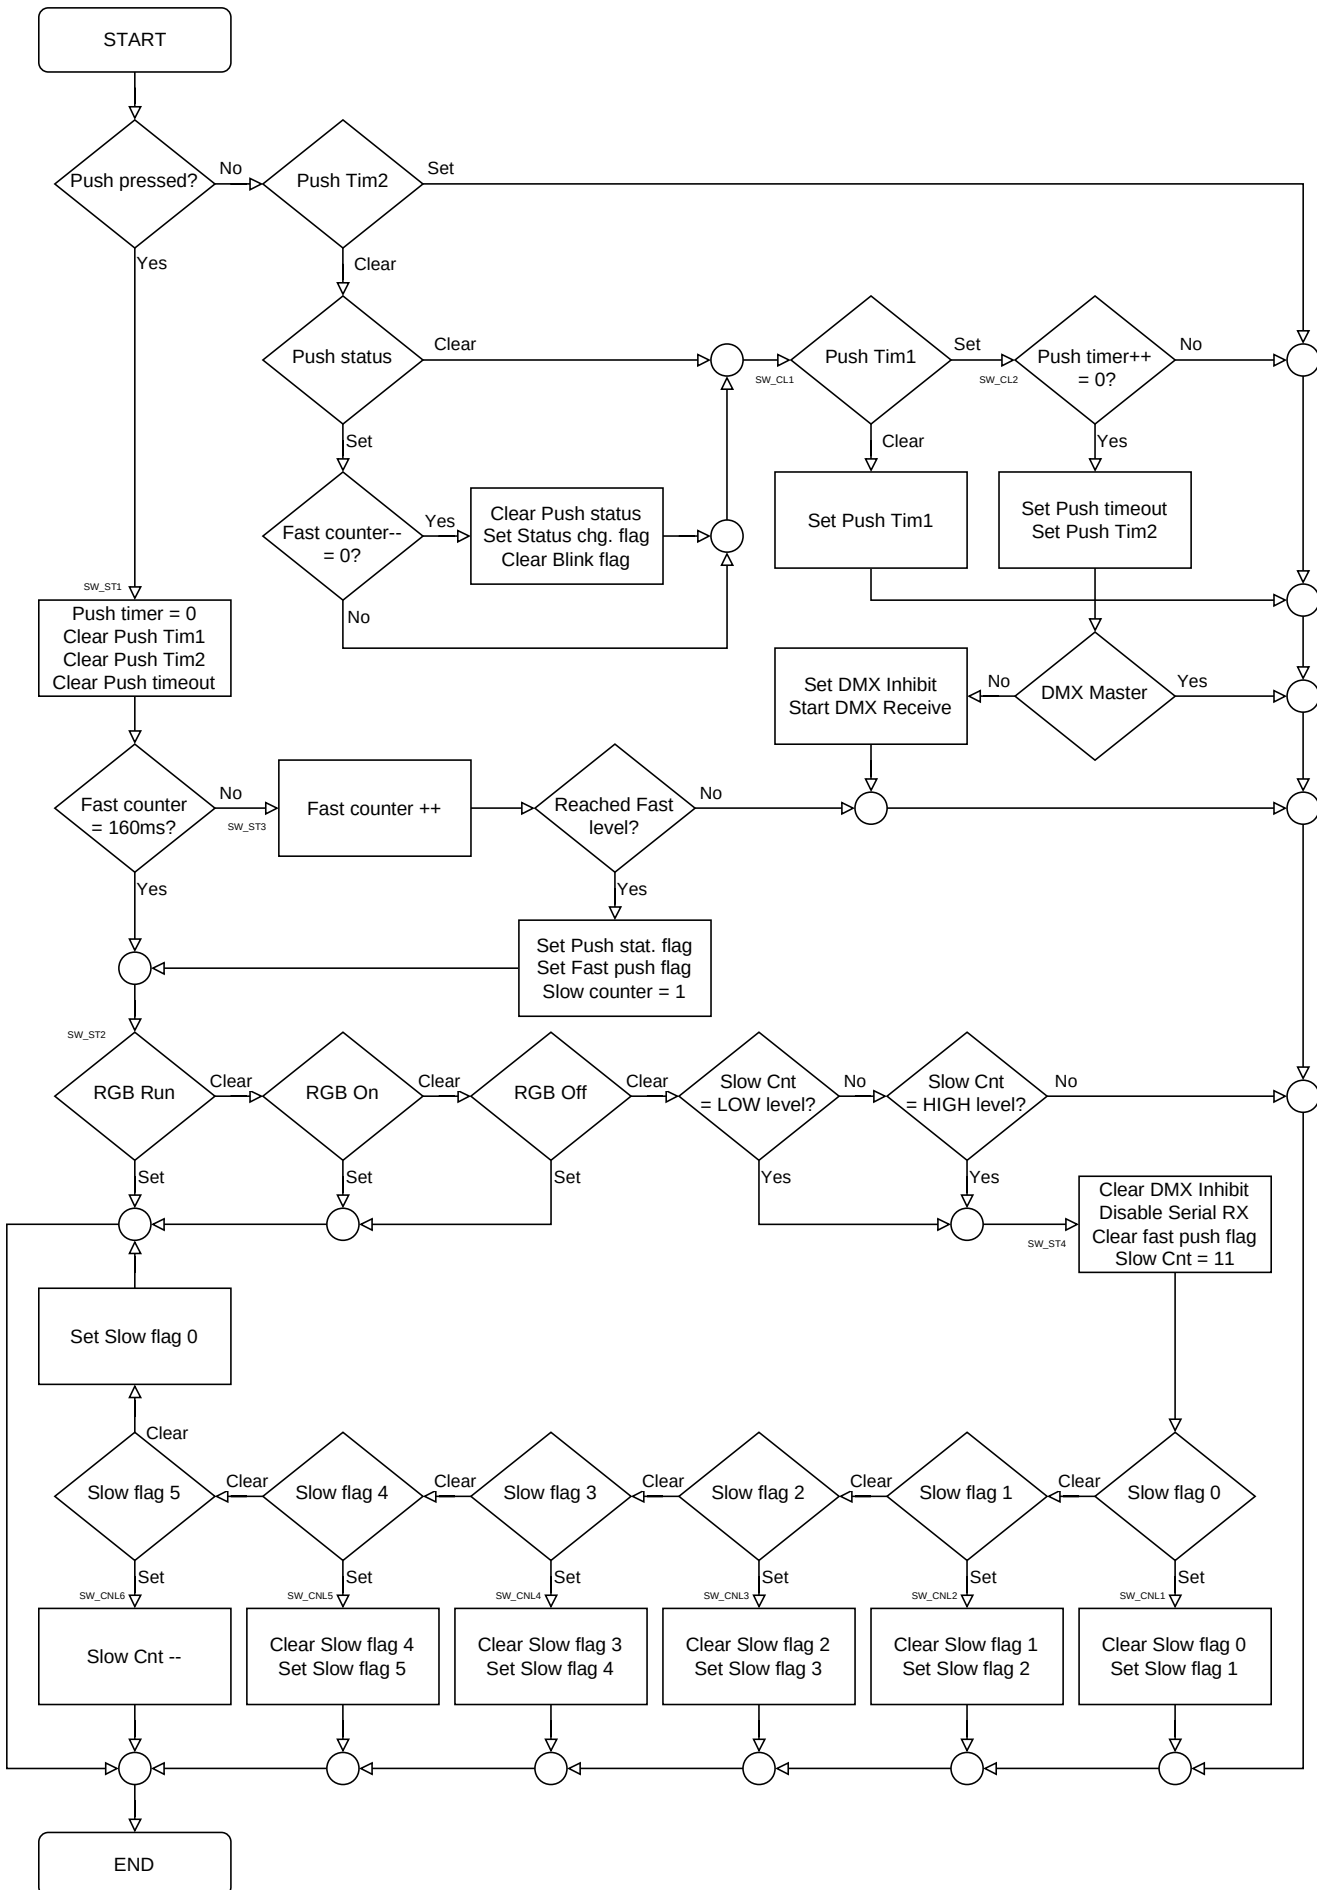 START
Push pressed?
No
Push Tim2
Set
Yes
Clear
Push status
Clear
Push Tim1
Set
Push timer++
= 0?
No
SW_CL1
SW_CL2
Set
Clear
Yes
Fast counter--
= 0?
Yes
Clear Push status
Set Status chg. flag
Clear Blink flag
No
Set Push Tim1
Set Push timeout
Set Push Tim2
SW_ST1
Push timer = 0
Clear Push Tim1
Clear Push Tim2
Clear Push timeout
Set DMX Inhibit
Start DMX Receive
No
DMX Master
Yes
Fast counter
= 160ms?
No
SW_ST3
Fast counter ++
Reached Fast
level?
No
Yes
Yes
Set Push stat. flag
Set Fast push flag
Slow counter = 1
SW_ST2
RGB Run
Clear
RGB On
Clear
RGB Off
Clear
Slow Cnt
= LOW level?
No
Slow Cnt
= HIGH level?
No
Set
Set
Set
Yes
Yes
SW_ST4
Clear DMX Inhibit
Disable Serial RX
Clear fast push flag
Slow Cnt = 11
Set Slow flag 0
Clear
Slow flag 5
Clear
Slow flag 4
Clear
Slow flag 3
Clear
Slow flag 2
Clear
Slow flag 1
Clear
Slow flag 0
Set
Set
Set
Set
Set
Set
SW_CNL6
SW_CNL5
SW_CNL4
SW_CNL3
SW_CNL2
SW_CNL1
Slow Cnt --
Clear Slow flag 4
Set Slow flag 5
Clear Slow flag 3
Set Slow flag 4
Clear Slow flag 2
Set Slow flag 3
Clear Slow flag 1
Set Slow flag 2
Clear Slow flag 0
Set Slow flag 1
END